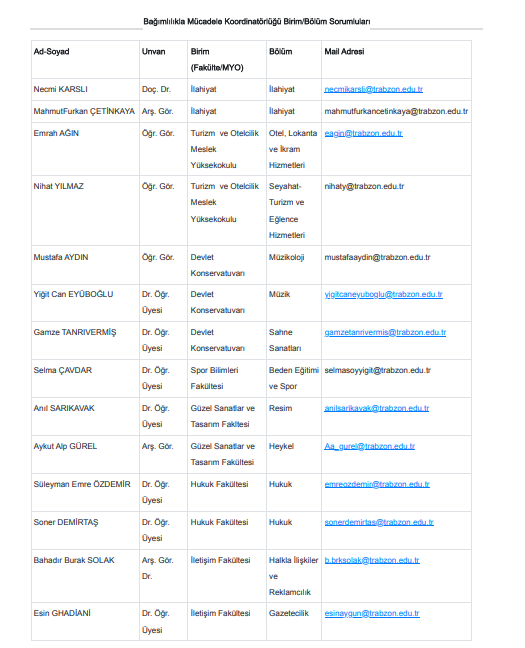 Bağımlılıkla Mücadele Koordinatörlüğü Birim/Bölüm Sorumluları
Ad-Soyad Unvan Birim Bölüm Mail Adresi
(Fakülte/MYO)
Necmi KARSLI Doç. Dr. İlahiyat İlahiyat necmikarsli@trabzon.edu.tr
MahmutFurkan ÇETİNKAYA Arş. Gör. İlahiyat İlahiyat mahmutfurkancetinkaya@trabzon.edu.tr
Emrah AĞIN Öğr. Gör. Turizm ve Otelcilik Otel, Lokanta eagin@trabzon.edu.tr
Meslek ve İkram
Yüksekokulu Hizmetleri
Nihat YILMAZ Öğr. Gör. Turizm ve Otelcilik Seyahat- nihaty@trabzon.edu.tr
Meslek Turizm ve
Yüksekokulu Eğlence
Hizmetleri
Mustafa AYDIN Öğr. Gör. Devlet Müzikoloji mustafaaydin@trabzon.edu.tr
Konservatuvarı
Yiğit Can EYÜBOĞLU Dr. Öğr. Devlet Müzik yigitcaneyuboglu@trabzon.edu.tr
Üyesi Konservatuvarı
Gamze TANRIVERMİŞ Dr. Öğr. Devlet Sahne gamzetanrivermis@trabzon.edu.tr
Üyesi Konservatuvarı Sanatları
Selma ÇAVDAR Dr. Öğr. Spor Bilimleri Beden Eğitimi selmasoyyigit@trabzon.edu.tr
Üyesi Fakültesi ve Spor
Anıl SARIKAVAK Dr. Öğr. Güzel Sanatlar ve Resim anilsarikavak@trabzon.edu.tr
Üyesi Tasarım Fakltesi
Aykut Alp GÜREL Arş. Gör. Güzel Sanatlar ve Heykel Aa_gurel@trabzon.edu.tr
Tasarım Fakültesi
Süleyman Emre ÖZDEMİR Dr. Öğr. Hukuk Fakültesi Hukuk emreozdemir@trabzon.edu.tr
Üyesi
Soner DEMİRTAŞ Dr. Öğr. Hukuk Fakültesi Hukuk sonerdemirtas@trabzon.edu.tr
Üyesi
Bahadır Burak SOLAK Arş. Gör. İletişim Fakültesi Halkla İlişkiler b.brksolak@trabzon.edu.tr
Dr. ve
Reklamcılık
Esin GHADİANİ Dr. Öğr. İletişim Fakültesi Gazetecilik esinaygun@trabzon.edu.tr
Üyesi